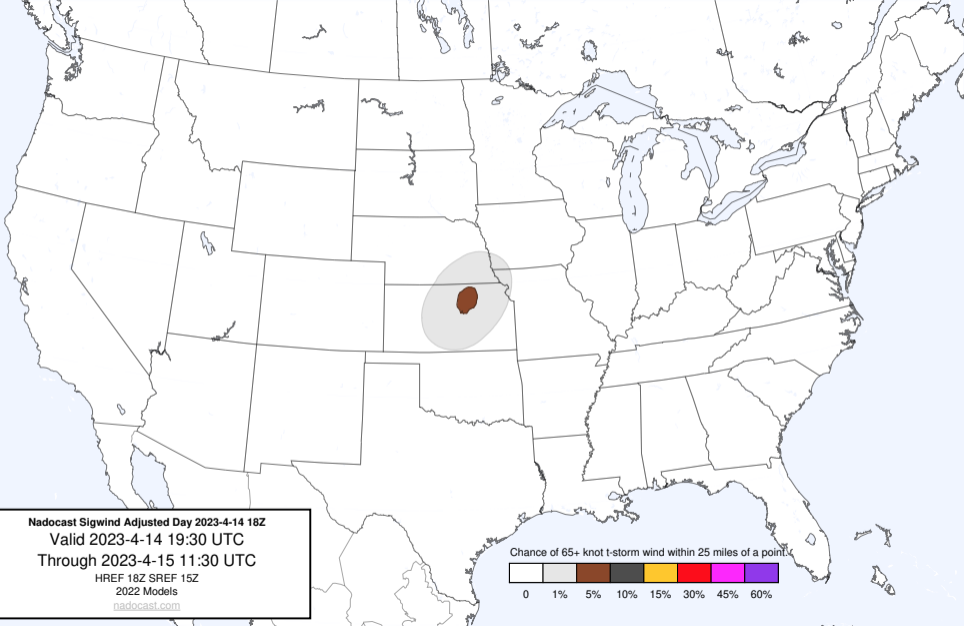 Nadocast Sigwind Adjusted Day 2023-4-14 18Z
Valid 2023-4-14 19:30 UTC
Through 2023-4-15 11:30 UTC
HREF 18Z SREF 15Z
2022 Models
nadocast.com
Chance of 65+ knot t-storm wind within 25 miles of a point.
0 1% 5% 10% 15% 30% 45% 60%